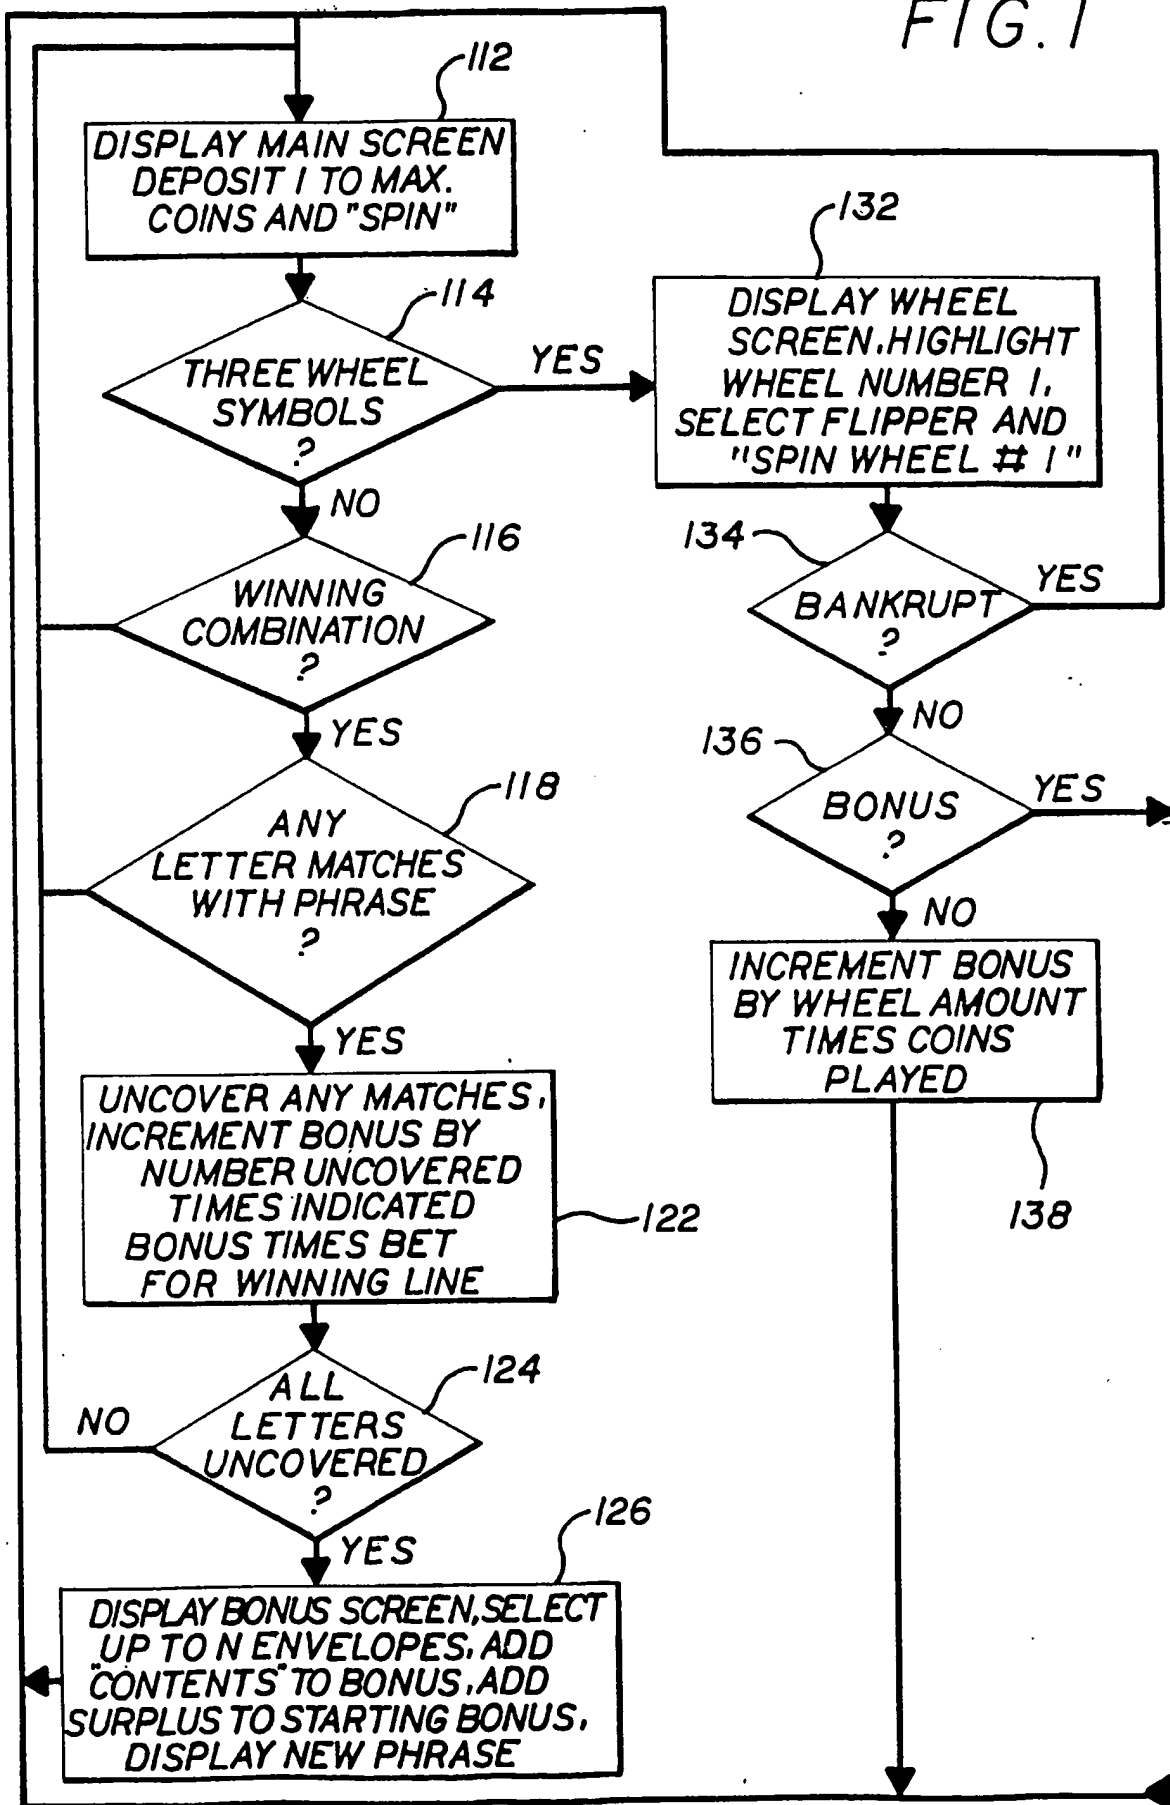 FIG. 1
112
DISPLAY MAIN SCREEN
DEPOSIT 1 TO MAX.
COINS AND "SPIN"
114
THREE WHEEL
SYMBOLS
?
YES
NO
116
WINNING
COMBINATION
?
YES
118
ANY
LETTER MATCHES
WITH PHRASE
?
YES
UNCOVER ANY MATCHES,
INCREMENT BONUS BY
NUMBER UNCOVERED
TIMES INDICATED
BONUS TIMES BET
FOR WINNING LINE
122
124
ALL
LETTERS
UNCOVERED
?
NO
YES
126
DISPLAY BONUS SCREEN, SELECT
UP TO N ENVELOPES, ADD
"CONTENTS" TO BONUS, ADD
SURPLUS TO STARTING BONUS,
DISPLAY NEW PHRASE
132
DISPLAY WHEEL
SCREEN, HIGHLIGHT
WHEEL NUMBER 1.
SELECT FLIPPER AND
"SPIN WHEEL # 1"
134
BANKRUPT
?
YES
NO
136
BONUS
?
YES
NO
INCREMENT BONUS
BY WHEEL AMOUNT
TIMES COINS
PLAYED
138